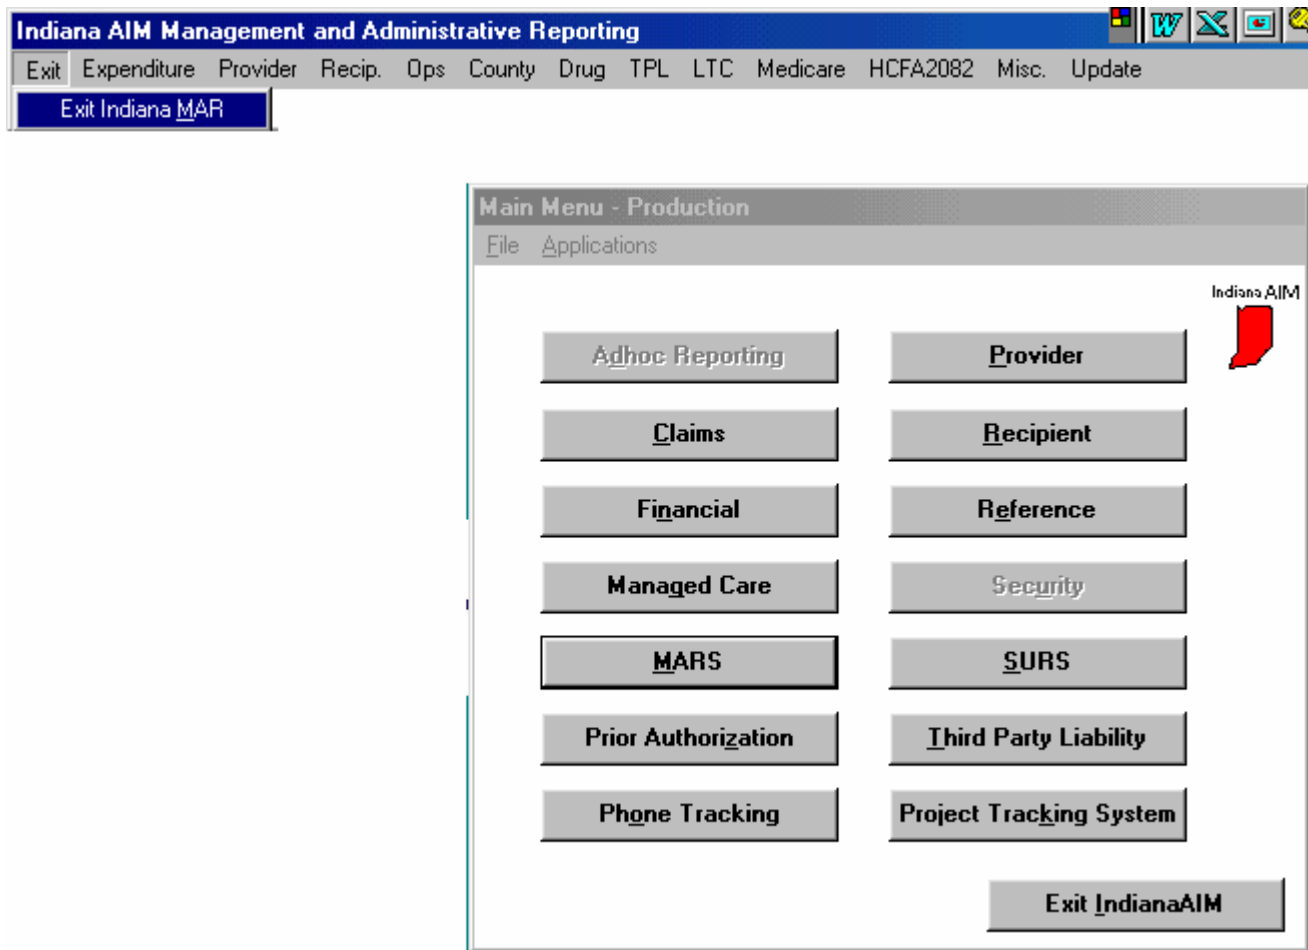 Indiana AIM Management and Administrative Reporting
Exit Expenditure Provider Recip. Ops County Drug TPL LTC Medicare HCFA2082 Misc. Update
Exit Indiana MAR
Main Menu - Production
File Applications
Indiana AIM
Adhoc Reporting Provider
Claims Recipient
Financial Reference
Managed Care Security
MARS SURS
Prior Authorization Third Party Liability
Phone Tracking Project Tracking System
Exit IndianaAIM